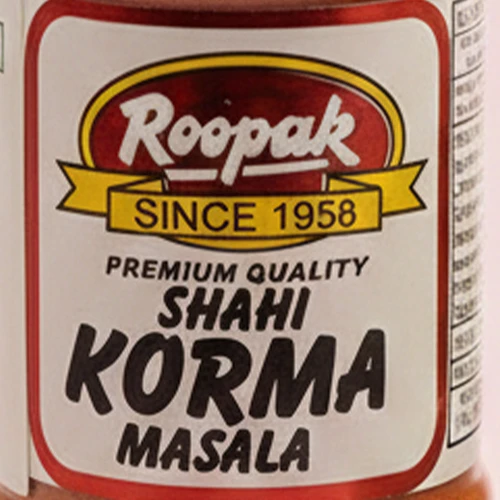 Roopak
SINCE 1958
PREMIUM QUALITY
SHAHI
KORMA
MASALA